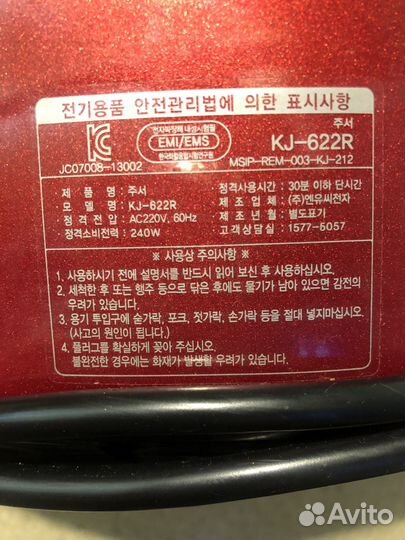 전기용품 안전관리법에 의한 표시사항
주서
KJ-622R
MSIP-REM-003-KJ-212
JC07008-13002
전자파장해 내성시험필
EMI/EMS
제 품 명 : 주서
모 델 명 : KJ-622R
정 격 전 압 : AC220V, 60Hz
정격소비전력 : 240W
정격사용시간 : 30분 이하 단시간
제 조 업 체 : (주)엔유씨전자
제 조 년 월 : 별도표기
고객상담실 : 1577-5057
※ 사용상 주의사항 ※
1. 사용하시기 전에 설명서를 반드시 읽어 보신 후 사용하십시오.
2. 세척한 후 또는 행주 등으로 닦은 후에도 물기가 남아 있으면 감전의
우려가 있습니다.
3. 용기 투입구에 숟가락, 포크, 젓가락, 손가락 등을 절대 넣지마십시오.
(사고의 원인이 됩니다.)
4. 플러그를 확실하게 꽂아 주십시오.
불완전한 경우에는 화재가 발생할 우려가 있습니다.
Avito